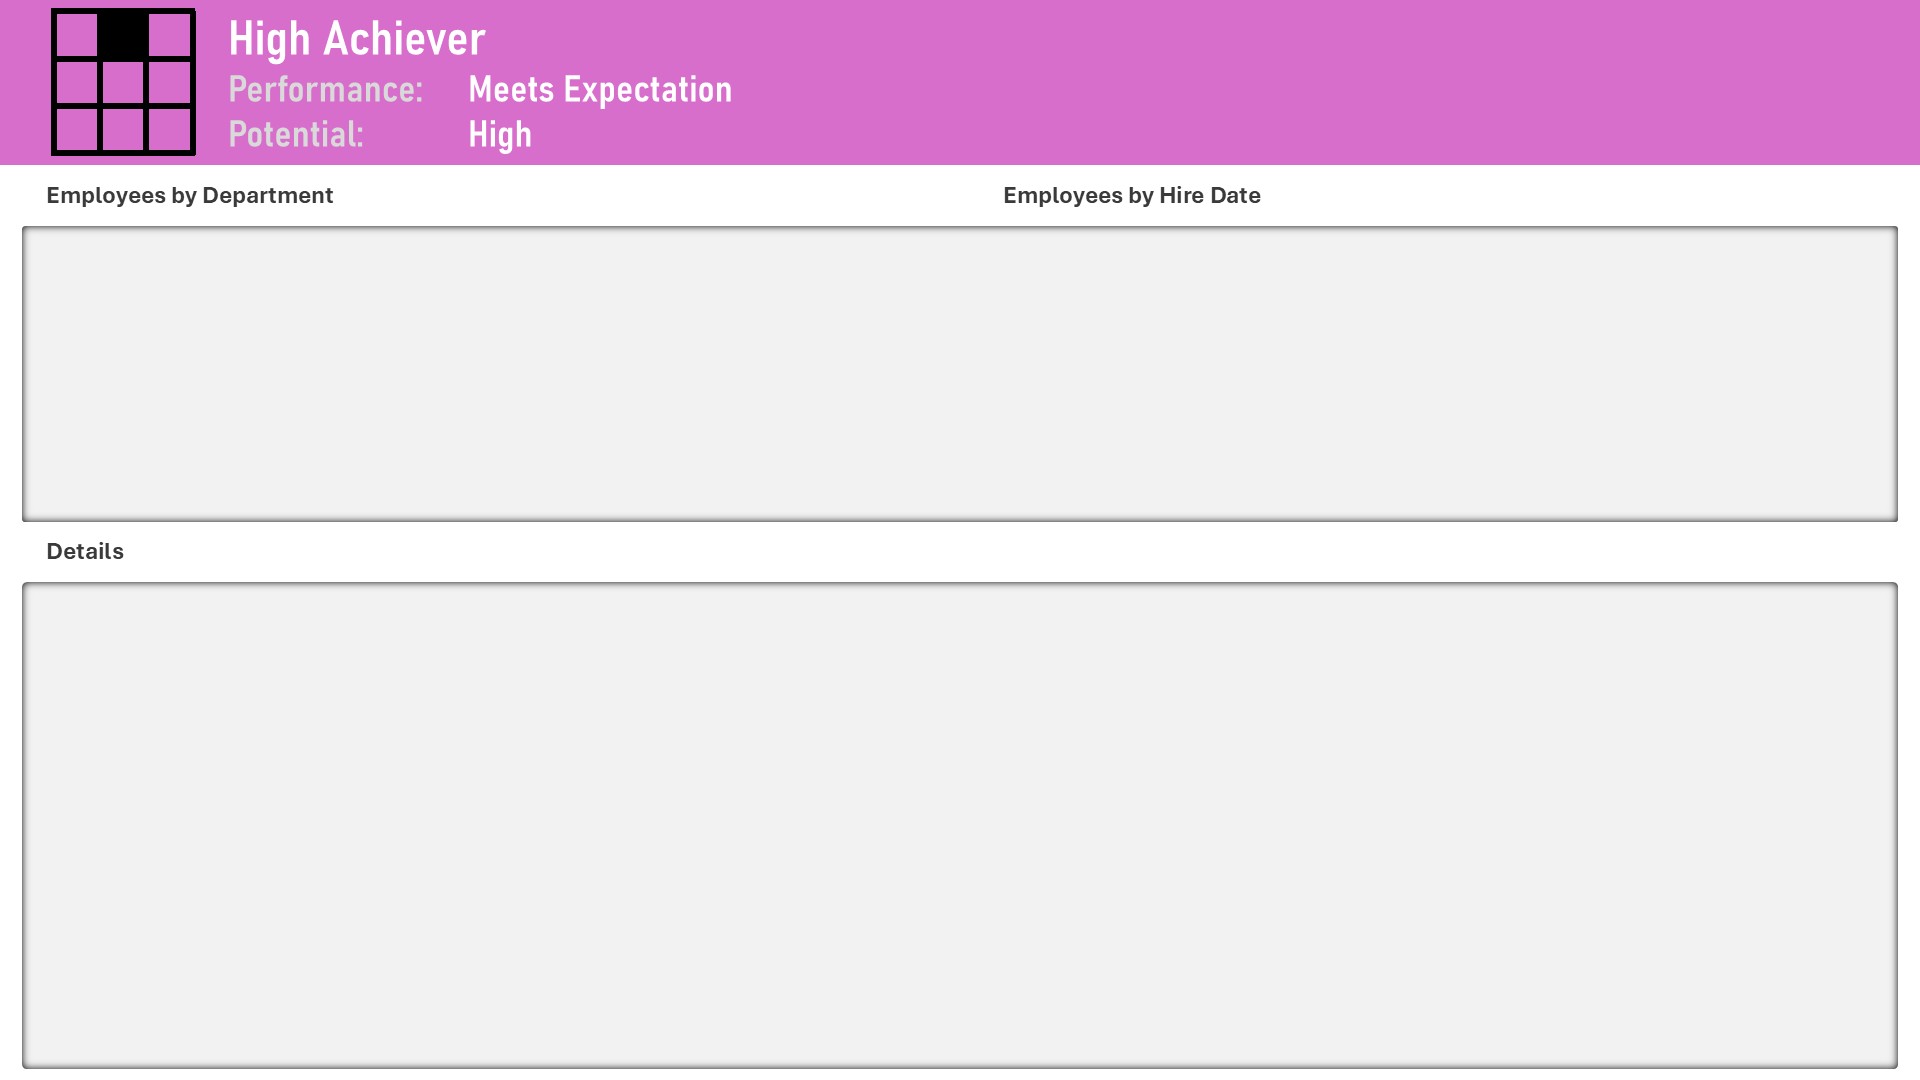 High Achiever
Performance: Meets Expectation
Potential: High
Employees by Department
Employees by Hire Date
Details